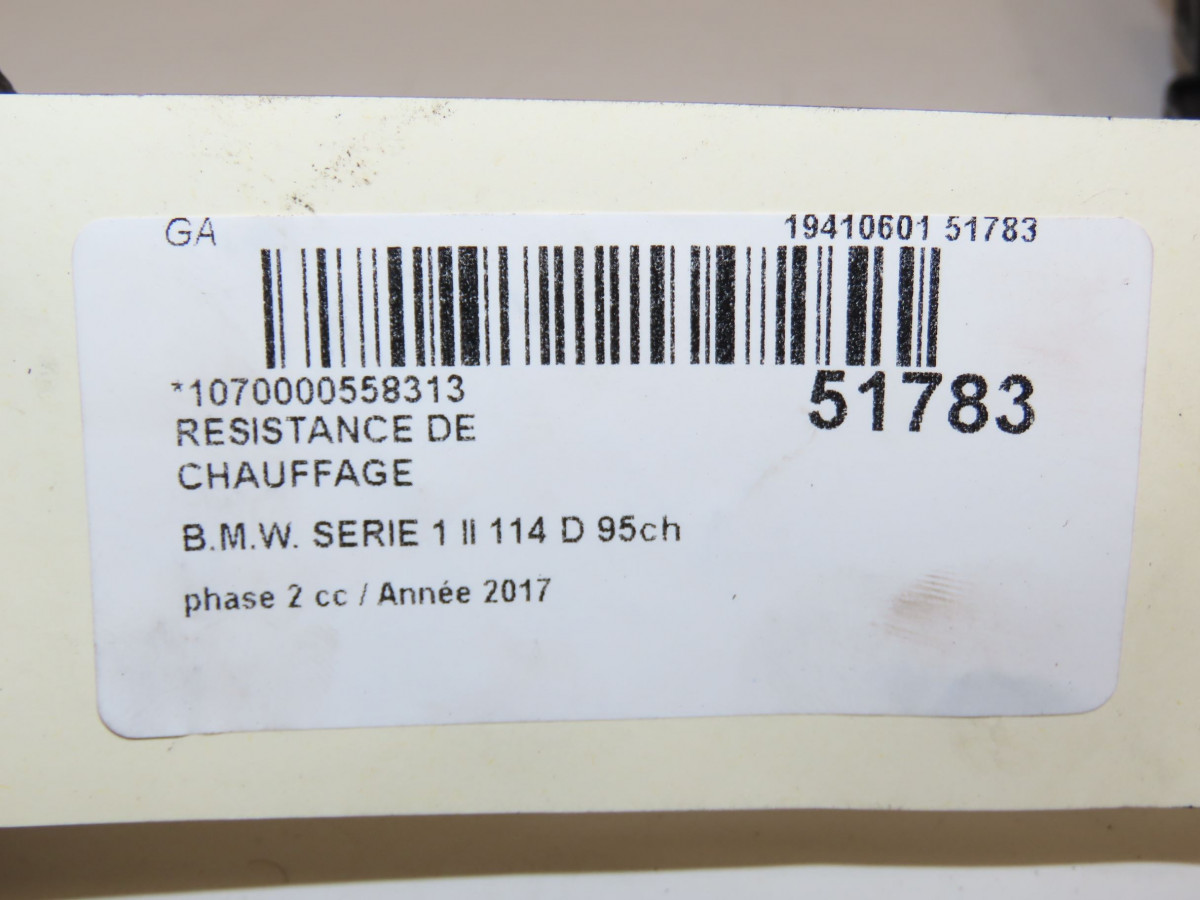 GA 19410601 51783
*1070000558313 51783
RESISTANCE DE
CHAUFFAGE
B.M.W. SERIE 1 II 114 D 95ch
phase 2 cc / Année 2017